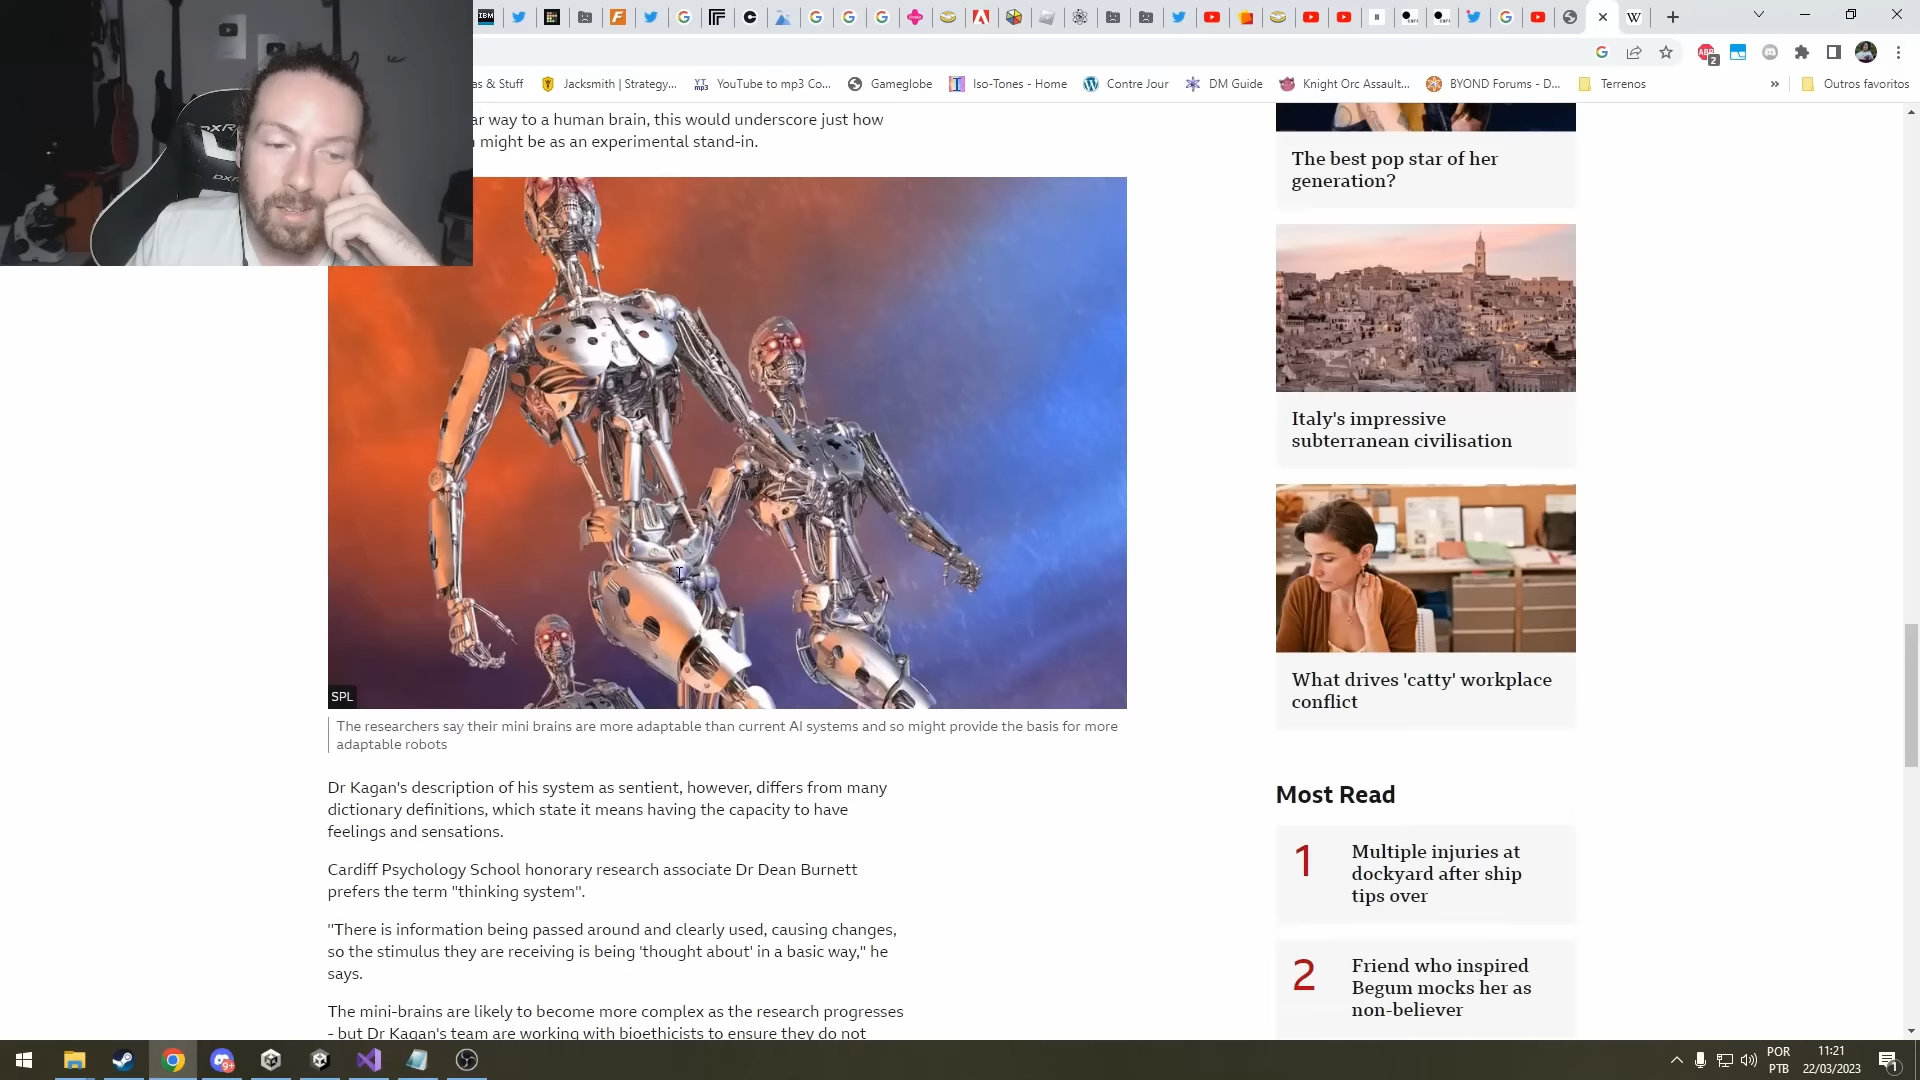 IBM
as & Stuff
Jacksmith | Strategy...
YouTube to mp3 Co...
Gameglobe
Iso-Tones - Home
Contre Jour
DM Guide
Knight Orc Assault...
BYOND Forums - D...
Terrenos
»
Outros favoritos
ar way to a human brain, this would underscore just how
might be as an experimental stand-in.
SPL
The researchers say their mini brains are more adaptable than current AI systems and so might provide the basis for more
adaptable robots
Dr Kagan's description of his system as sentient, however, differs from many
dictionary definitions, which state it means having the capacity to have
feelings and sensations.
Cardiff Psychology School honorary research associate Dr Dean Burnett
prefers the term "thinking system".
"There is information being passed around and clearly used, causing changes,
so the stimulus they are receiving is being 'thought about' in a basic way," he
says.
The mini-brains are likely to become more complex as the research progresses
- but Dr Kagan's team are working with bioethicists to ensure they do not
The best pop star of her
generation?
Italy's impressive
subterranean civilisation
What drives 'catty' workplace
conflict
Most Read
1
Multiple injuries at
dockyard after ship
tips over
2
Friend who inspired
Begum mocks her as
non-believer
POR
PTB
11:21
22/03/2023